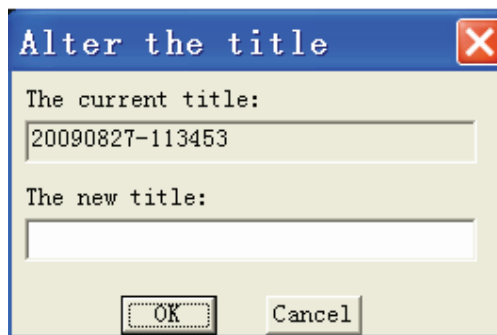 Alter the title
The current title:
20090827-113453
The new title:
OK
Cancel